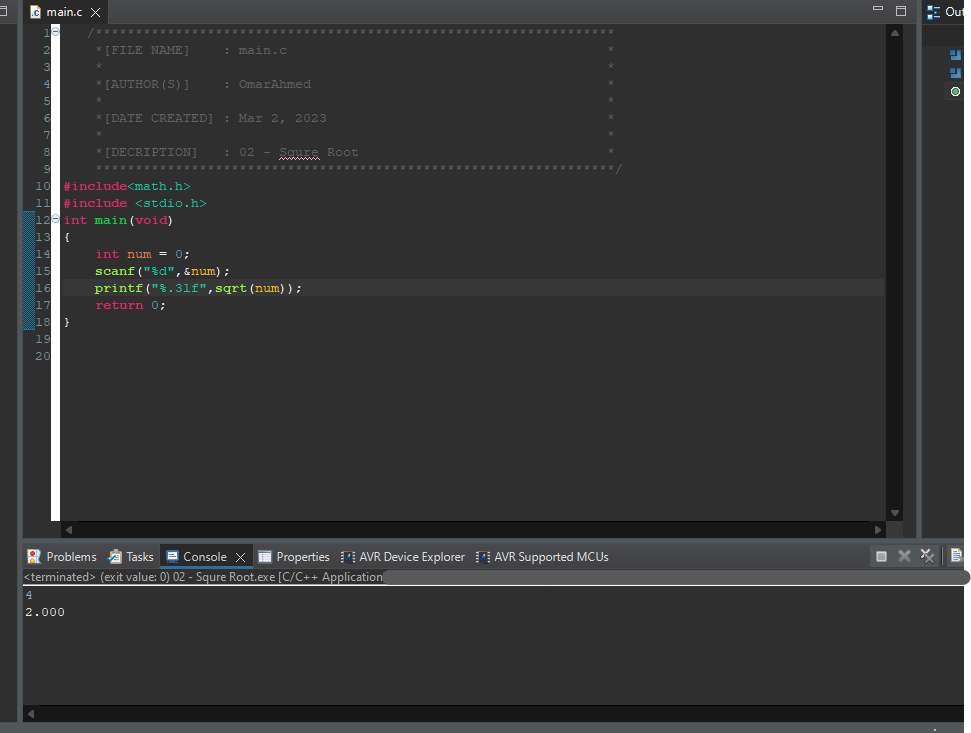 main.c
Out
1 /*****************************************************************
2 *[FILE NAME] : main.c *
3 * *
4 *[AUTHOR(S)] : OmarAhmed *
5 * *
6 *[DATE CREATED] : Mar 2, 2023 *
7 * *
8 *[DECRIPTION] : 02 - Squre Root *
9 *****************************************************************/
10 #include<math.h>
11 #include <stdio.h>
12 int main(void)
13 {
14 int num = 0;
15 scanf("%d",&num);
16 printf("%.3lf",sqrt(num));
17 return 0;
18 }
19
20
Problems Tasks Console Properties AVR Device Explorer AVR Supported MCUs
<terminated> (exit value: 0) 02 - Squre Root.exe [C/C++ Application
4
2.000